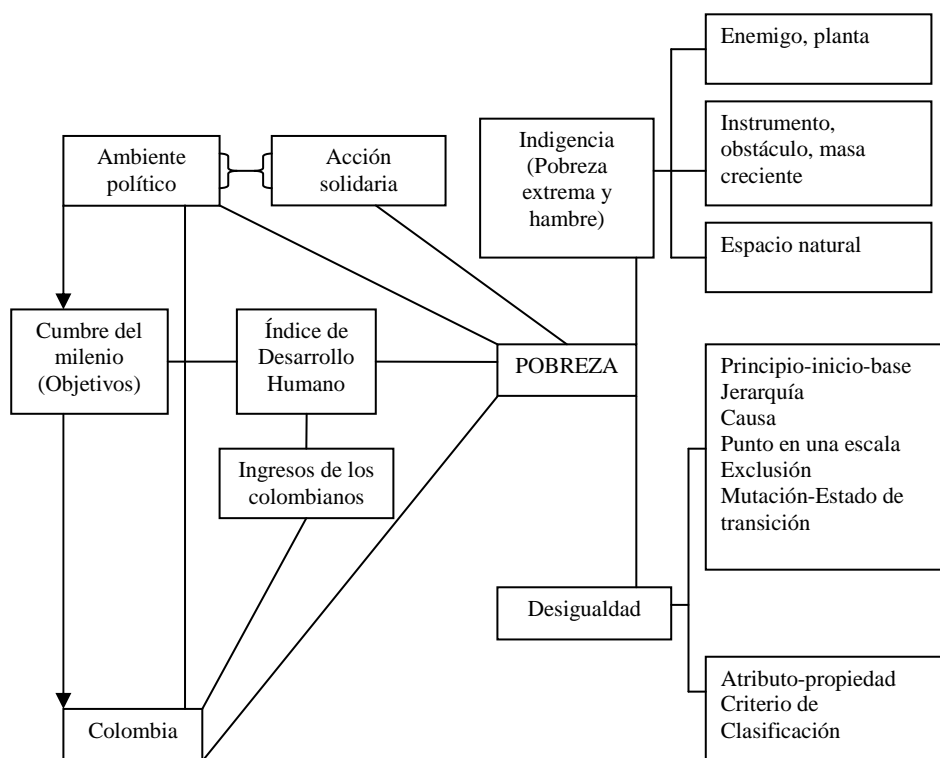 Enemigo, planta
Instrumento,
obstáculo, masa
creciente
Espacio natural
Indigencia
(Pobreza
extrema y
hambre)
Ambiente
político
Acción
solidaria
Cumbre del
milenio
(Objetivos)
Índice de
Desarrollo
Humano
POBREZA
Ingresos de los
colombianos
Principio-inicio-base
Jerarquía
Causa
Punto en una escala
Exclusión
Mutación-Estado de
transición
Desigualdad
Atributo-propiedad
Criterio de
Clasificación
Colombia